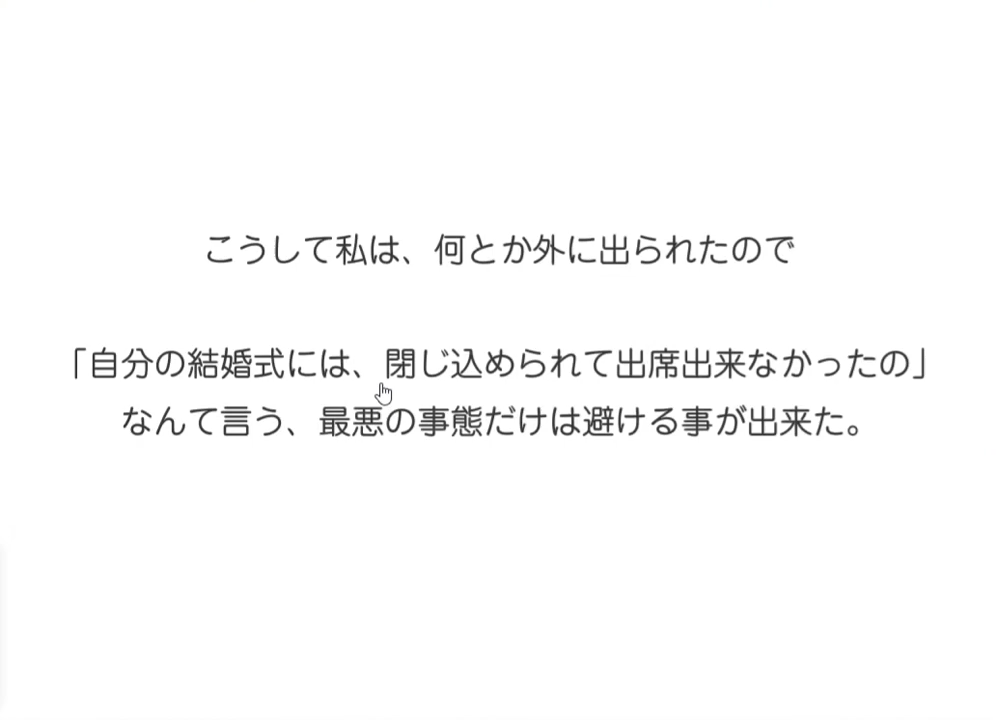 こうして私は、何とか外に出られたので
「自分の結婚式には、閉じ込められて出席出来なかったの」
なんて言う、最悪の事態だけは避ける事が出来た。